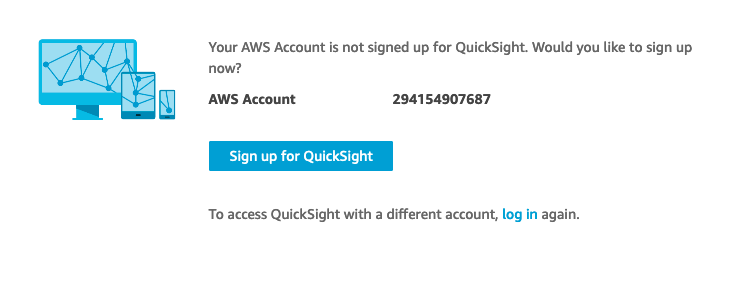 Your AWS Account is not signed up for QuickSight. Would you like to sign up
now?
AWS Account 294154907687
Sign up for QuickSight
To access QuickSight with a different account, log in again.